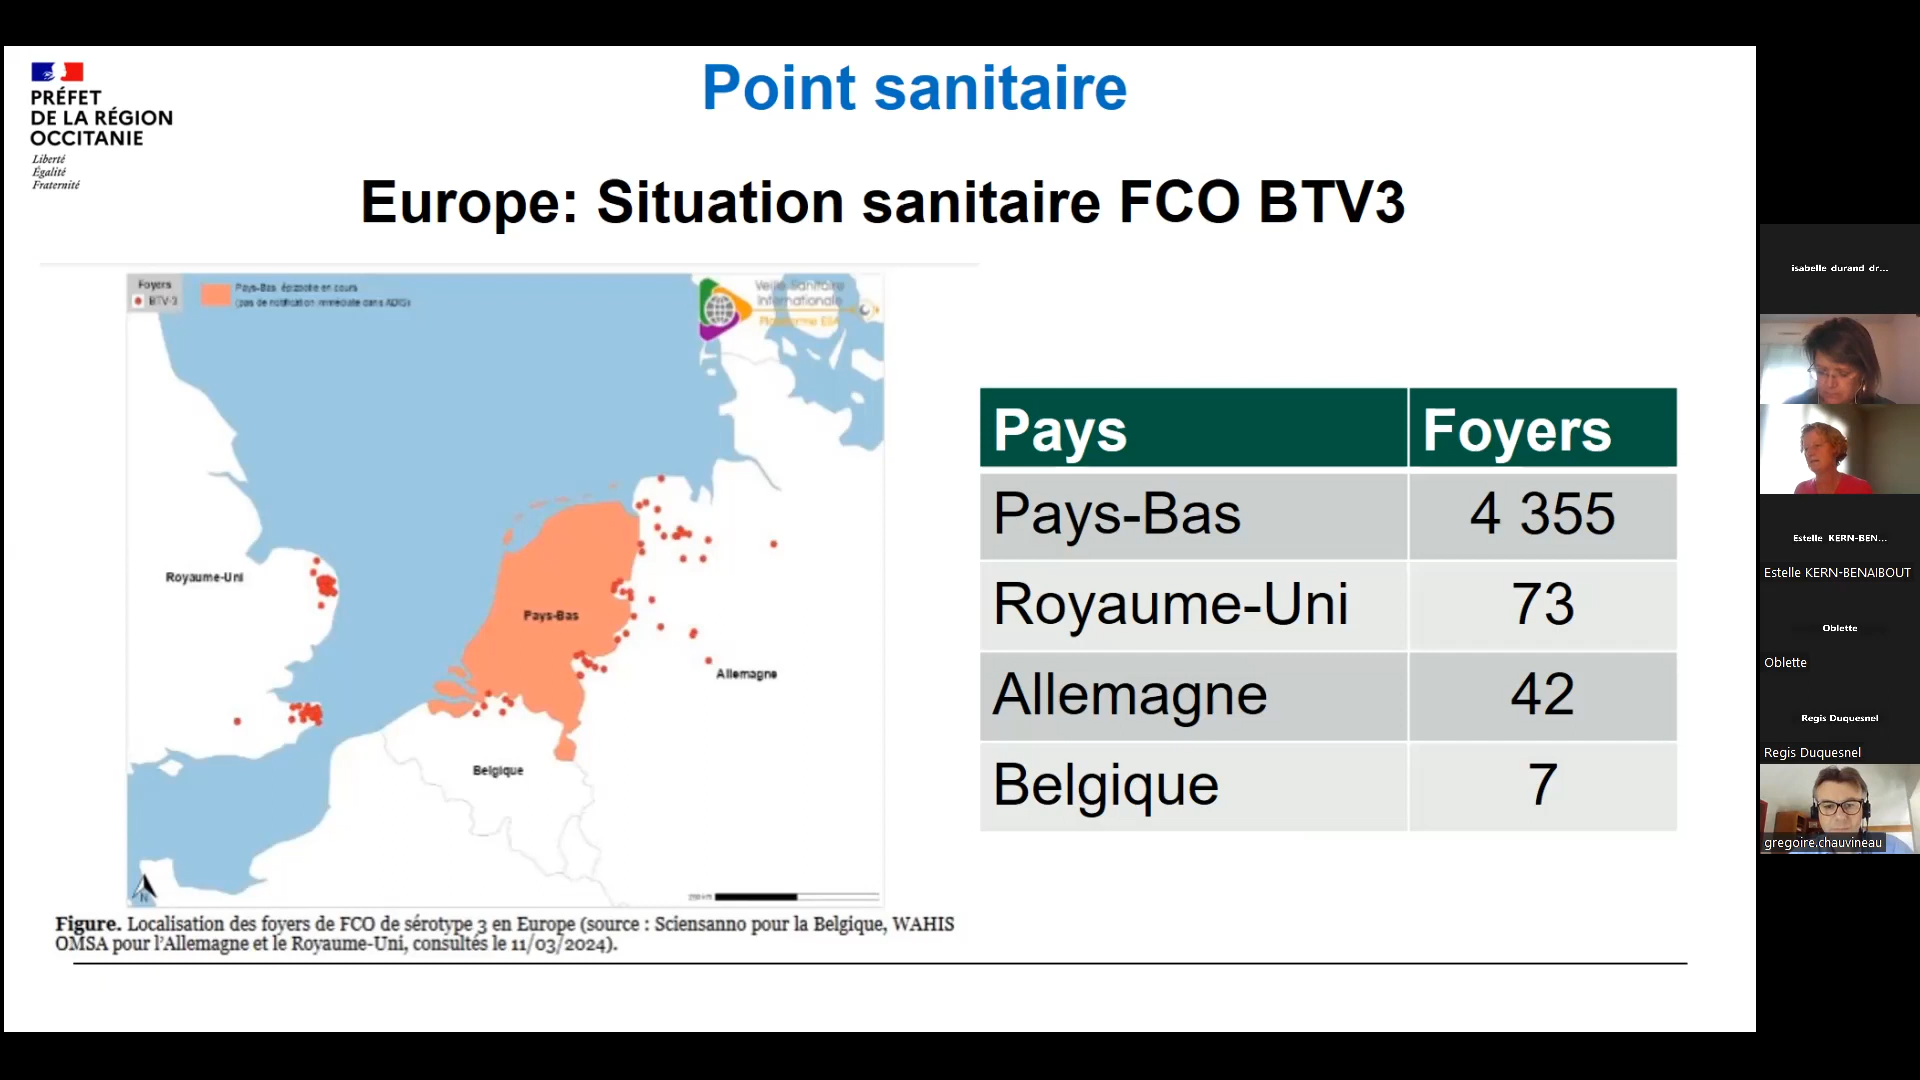 PRÉFET
DE LA RÉGION
OCCITANIE
Liberté
Égalité
Fraternité
Point sanitaire
Europe: Situation sanitaire FCO BTV3
Foyers
BTV-3
Pays-Bas épizootie en cours
(pas de notification immédiate dans ADIS)
Veille Sanitaire
Internationale
Plateforme ESA
Royaume-Uni
Pays-Bas
Allemagne
Belgique
N
Figure. Localisation des foyers de FCO de sérotype 3 en Europe (source : Sciensanno pour la Belgique, WAHIS
OMSA pour l'Allemagne et le Royaume-Uni, consultés le 11/03/2024).
Pays Foyers
Pays-Bas 4 355
Royaume-Uni 73
Allemagne 42
Belgique 7
isabelle durand dr...
Estelle KERN-BEN...
Estelle KERN-BENAIBOUT
Oblette
Oblette
Regis Duquesnel
Regis Duquesnel
gregoire.chauvineau